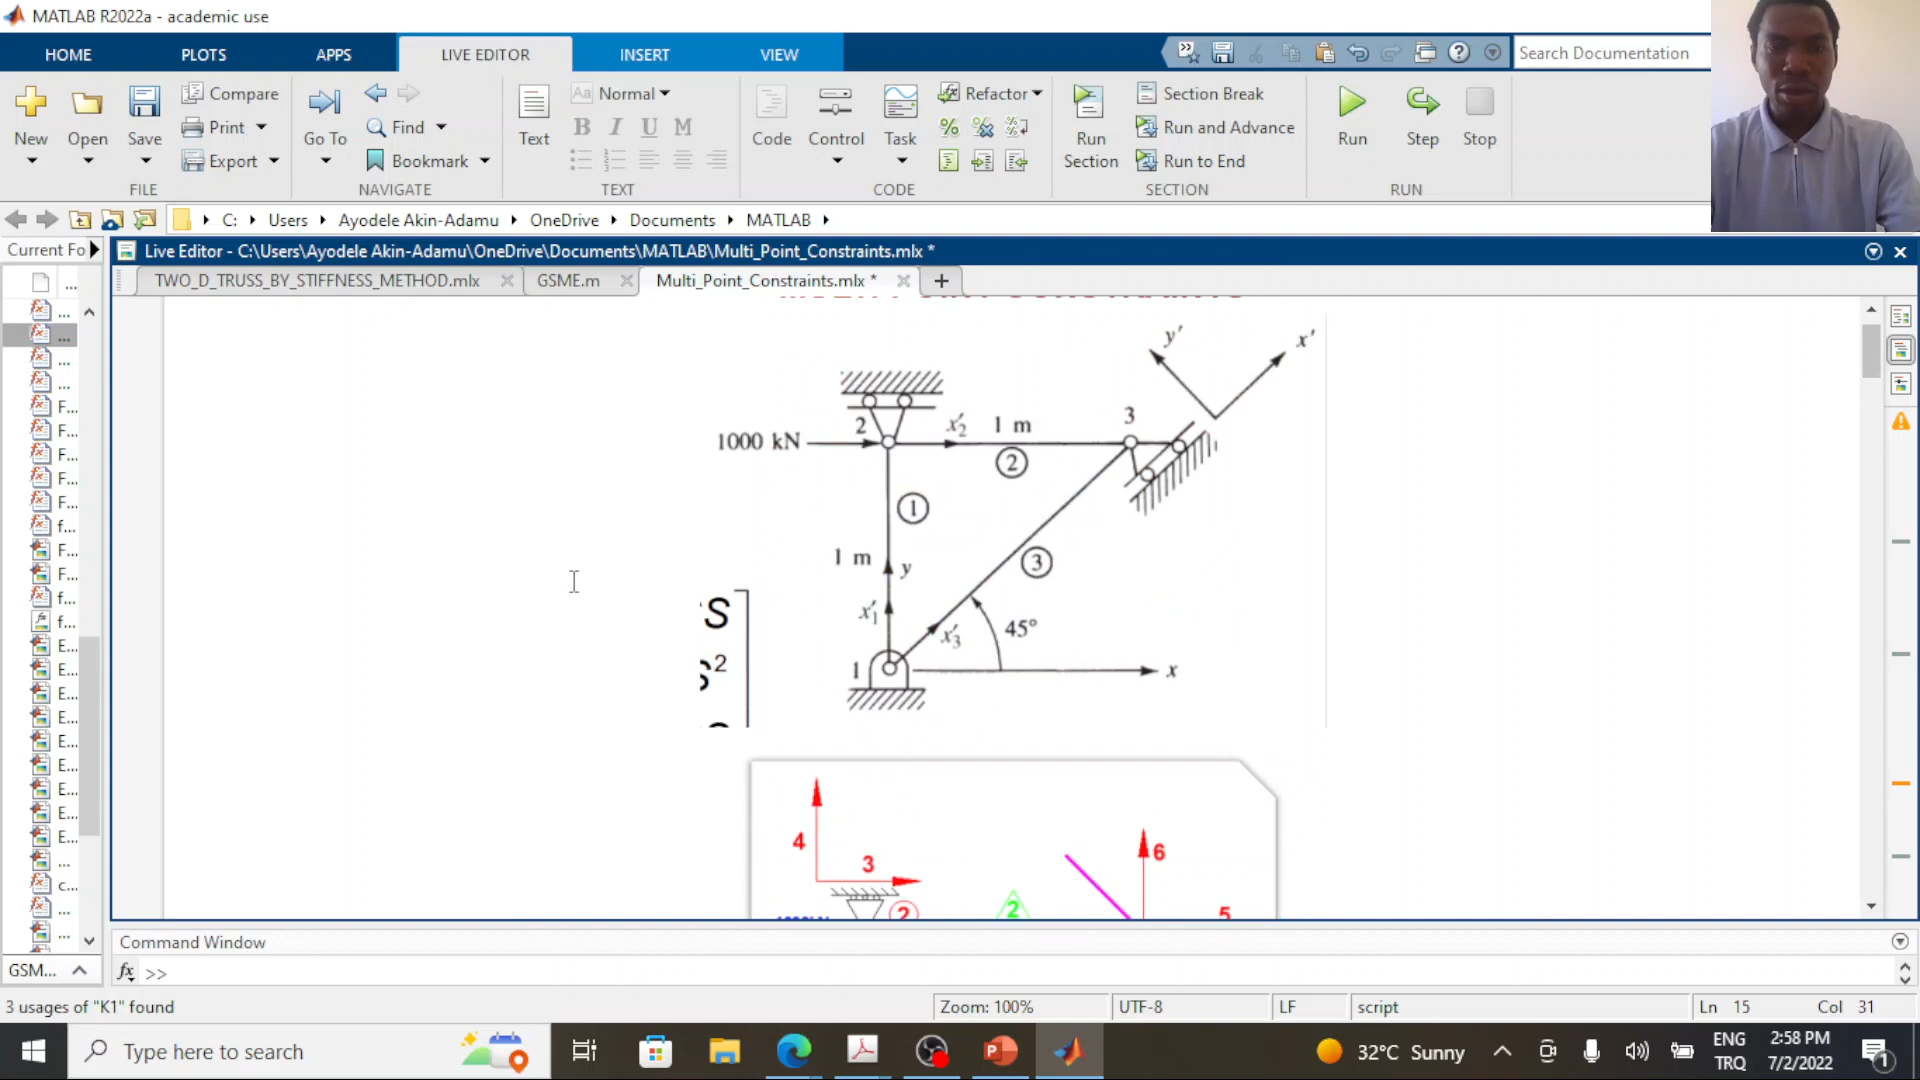 MATLAB R2022a - academic use
HOME PLOTS APPS LIVE EDITOR INSERT VIEW
Search Documentation
New Open Save Compare Print Export
FILE
Go To Find Bookmark
NAVIGATE
Text Aa Normal B I U M
TEXT
Code Control Task Refactor
CODE
Run Section Section Break Run and Advance Run to End
SECTION
Run Step Stop
RUN
C: Users Ayodele Akin-Adamu OneDrive Documents MATLAB
Current Fo
Live Editor - C:\Users\Ayodele Akin-Adamu\OneDrive\Documents\MATLAB\Multi_Point_Constraints.mlx *
TWO_D_TRUSS_BY_STIFFNESS_METHOD.mlx GSME.m Multi_Point_Constraints.mlx * +
y′ x′
3
2 x′2 1 m
1000 kN
2
1
1 m y
3
x′1 45°
x′3
1 x
S
S2
4 6
3
2 2 5
...
...
...
...
F...
F...
F...
F...
F...
f...
F...
F...
f...
f...
E...
E...
E...
E...
E...
E...
E...
E...
E...
...
c...
...
...
GSM...
Command Window
fx >>
3 usages of "K1" found
Zoom: 100% UTF-8 LF script Ln 15 Col 31
Type here to search
32°C Sunny
ENG
TRQ
2:58 PM
7/2/2022
1